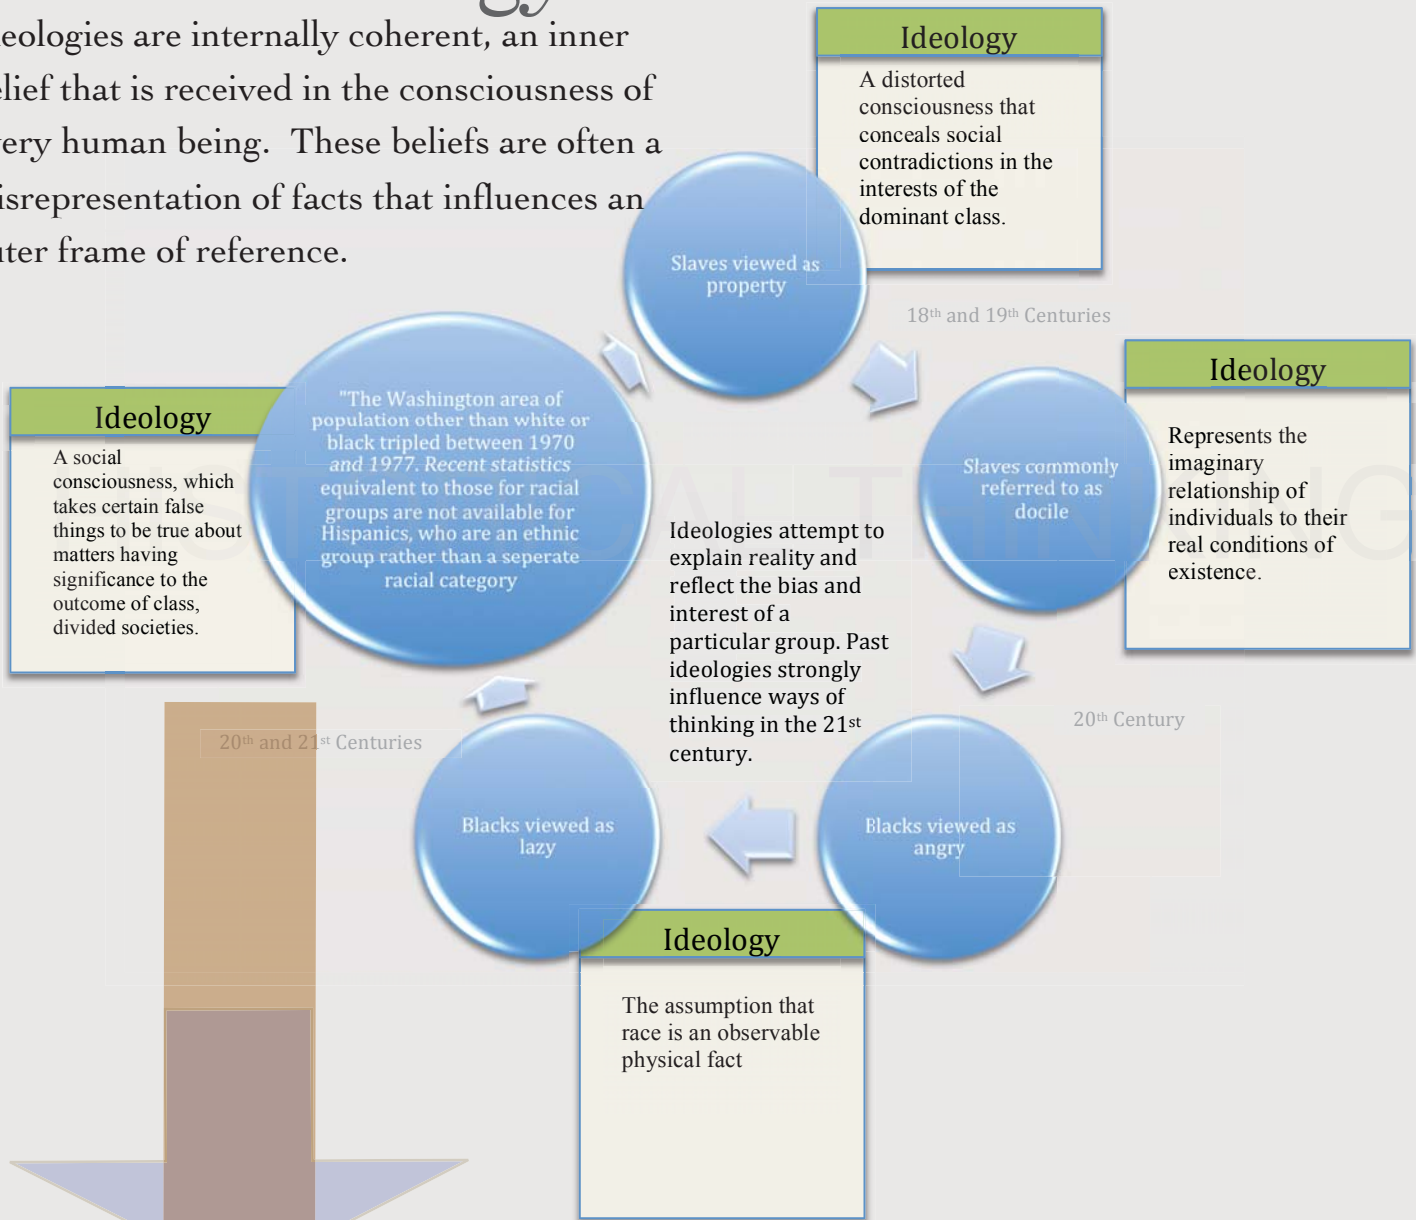 gy
eologies are internally coherent, an inner
elief that is received in the consciousness of
very human being.  These beliefs are often a
isrepresentation of facts that influences an
uter frame of reference.
Ideology
A distorted
consciousness that
conceals social
contradictions in the
interests of the
dominant class.
Slaves viewed as
property
18th and 19th Centuries
Ideology
Represents the
imaginary
relationship of
individuals to their
real conditions of
existence.
Slaves commonly
referred to as
docile
"The Washington area of
population other than white or
black tripled between 1970
and 1977. Recent statistics
equivalent to those for racial
groups are not available for
Hispanics, who are an ethnic
group rather than a seperate
racial category
Ideology
A social
consciousness, which
takes certain false
things to be true about
matters having
significance to the
outcome of class,
divided societies.
Ideologies attempt to
explain reality and
reflect the bias and
interest of a
particular group. Past
ideologies strongly
influence ways of
thinking in the 21st
century.
20th Century
20th and 21st Centuries
Blacks viewed as
lazy
Blacks viewed as
angry
Ideology
The assumption that
race is an observable
physical fact